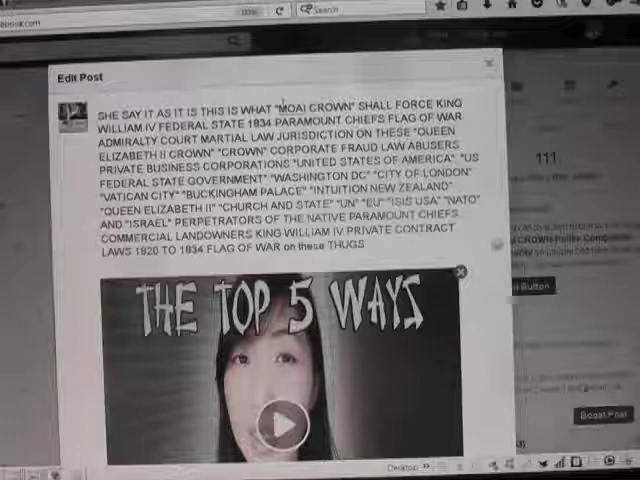 Search
Edit Post
SHE SAY IT AS IT IS THIS IS WHAT "MOAI CROWN" SHALL FORCE KING
WILLIAM IV FEDERAL STATE 1834 PARAMOUNT CHIEFS FLAG OF WAR
ADMIRALTY COURT MARTIAL LAW JURISDICTION ON THESE "QUEEN
ELIZABETH II CROWN" "CROWN" CORPORATE FRAUD LAW ABUSERS
PRIVATE BUSINESS CORPORATIONS "UNITED STATES OF AMERICA" "US
FEDERAL STATE GOVERNMENT" "WASHINGTON DC" "CITY OF LONDON"
"VATICAN CITY" "BUCKINGHAM PALACE" "INTUITION NEW ZEALAND"
"QUEEN ELIZABETH II" "CHURCH AND STATE" "UN" "EU" "ISIS USA" "NATO"
AND "ISRAEL" PERPETRATORS OF THE NATIVE PARAMOUNT CHIEFS
COMMERCIAL LANDOWNERS KING WILLIAM IV PRIVATE CONTRACT
LAWS 1820 TO 1834 FLAG OF WAR on these THUGS
THE TOP 5 WAYS
111
Button
Boost Post
Desktop